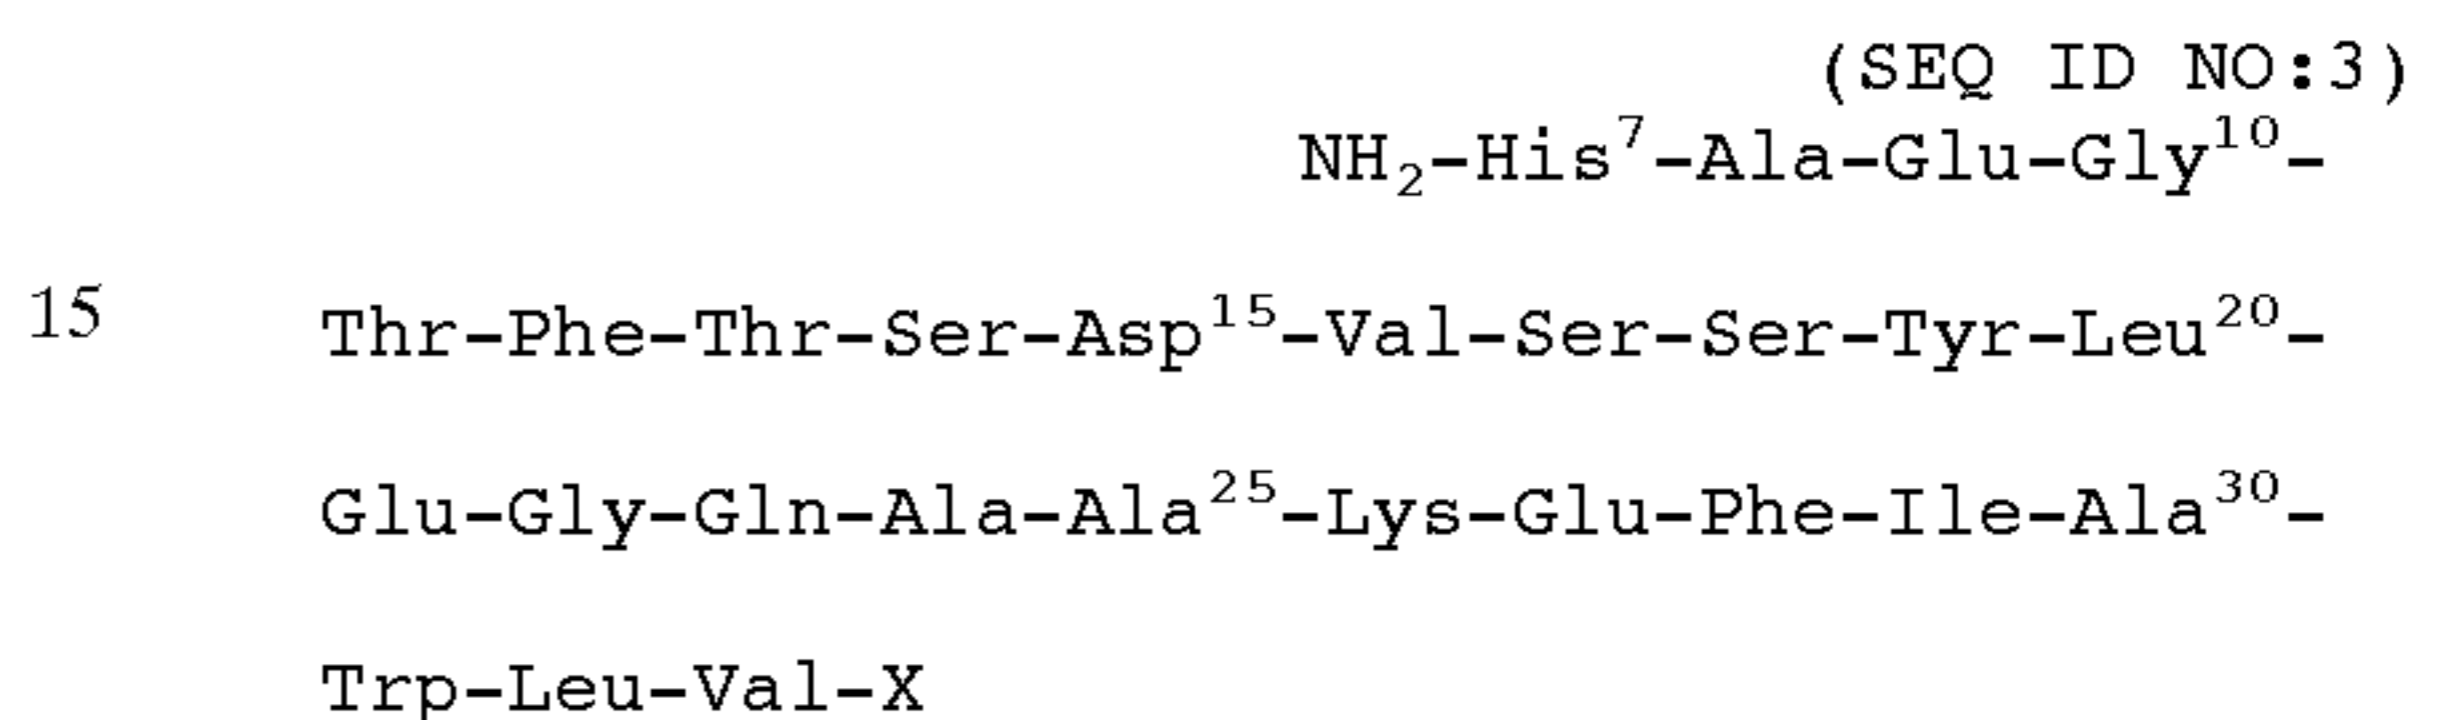 (SEQ ID NO:3)
NH₂-His⁷-Ala-Glu-Gly¹⁰-
15 Thr-Phe-Thr-Ser-Asp¹⁵-Val-Ser-Ser-Tyr-Leu²⁰-
Glu-Gly-Gln-Ala-Ala²⁵-Lys-Glu-Phe-Ile-Ala³⁰-
Trp-Leu-Val-X